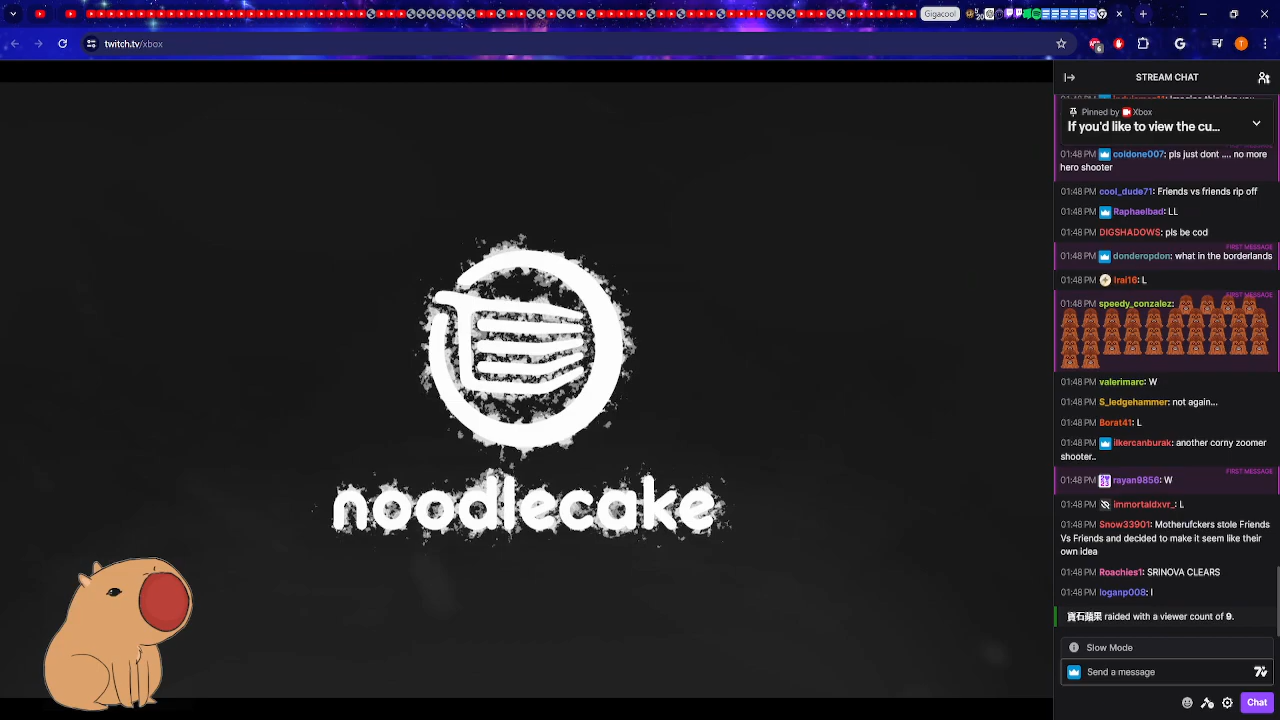 Gigacool
twitch.tv/xbox
STREAM CHAT
Pinned by Xbox
If you'd like to view the cu...
01:48 PM coldone007: pls just dont .... no more
hero shooter
01:48 PM cool_dude71: Friends vs friends rip off
01:48 PM Raphaelbad: LL
01:48 PM DIGSHADOWS: pls be cod
FIRST MESSAGE
01:48 PM donderopdon: what in the borderlands
01:48 PM Irai16: L
FIRST MESSAGE
01:48 PM speedy_conzalez:
01:48 PM valerimarc: W
01:48 PM S_ledgehammer: not again...
01:48 PM Borat41: L
01:48 PM ilkercanburak: another corny zoomer
shooter..
FIRST MESSAGE
01:48 PM rayan9856: W
01:48 PM immortaldxvr_: L
01:48 PM Snow33901: Motherufckers stole Friends
Vs Friends and decided to make it seem like their
own idea
01:48 PM Roachies1: SRINOVA CLEARS
01:48 PM loganp008: l
寶石蘋果 raided with a viewer count of 9.
Slow Mode
Send a message
Chat
noodlecake